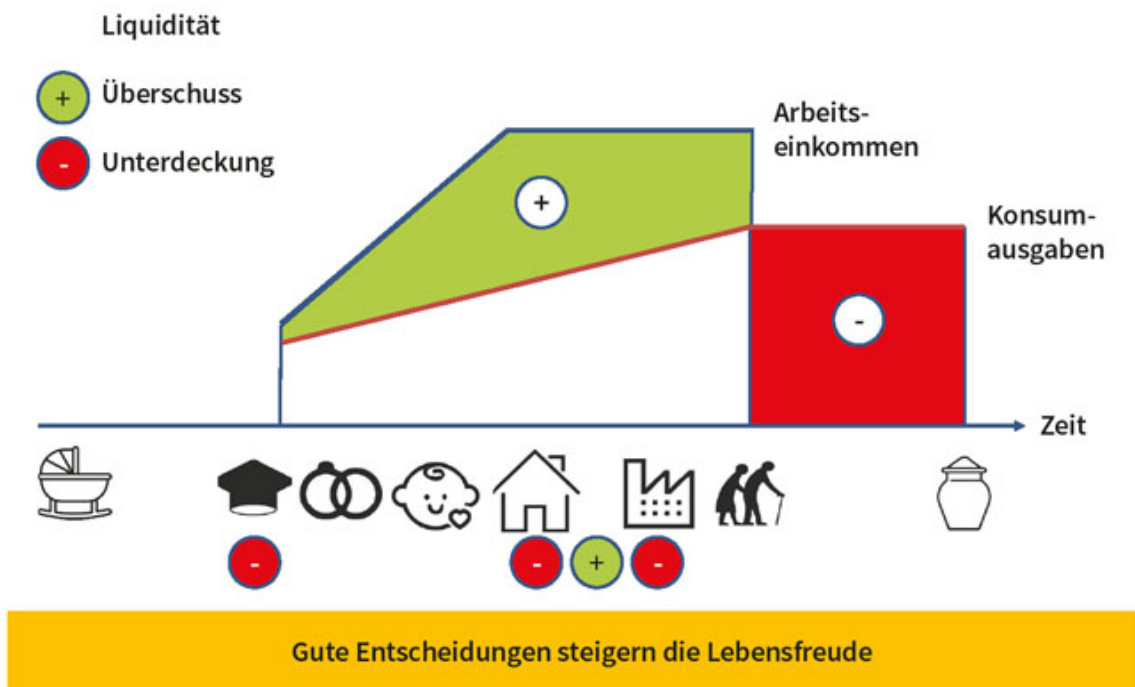 Liquidität
+ Überschuss
- Unterdeckung
Arbeits-
einkommen
+
Konsum-
ausgaben
-
Zeit
- - + -
Gute Entscheidungen steigern die Lebensfreude